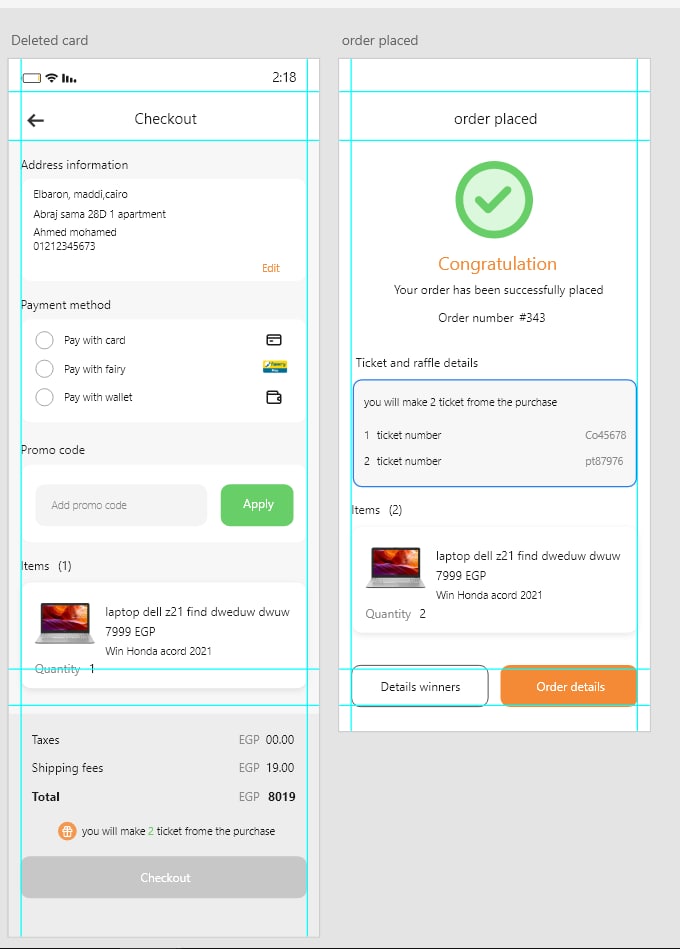 Deleted card
2:18
Checkout
Address information
Elbaron, maddi,cairo
Abraj sama 28D 1 apartment
Ahmed mohamed
01212345673
Edit
Payment method
Pay with card
Pay with fairy
Pay with wallet
Promo code
Add promo code
Apply
Items (1)
laptop dell z21 find dweduw dwuw
7999 EGP
Win Honda acord 2021
Quantity 1
Taxes EGP 00.00
Shipping fees EGP 19.00
Total EGP 8019
you will make 2 ticket frome the purchase
Checkout
order placed
order placed
Congratulation
Your order has been successfully placed
Order number #343
Ticket and raffle details
you will make 2 ticket frome the purchase
1 ticket number Co45678
2 ticket number pt87976
Items (2)
laptop dell z21 find dweduw dwuw
7999 EGP
Win Honda acord 2021
Quantity 2
Details winners
Order details